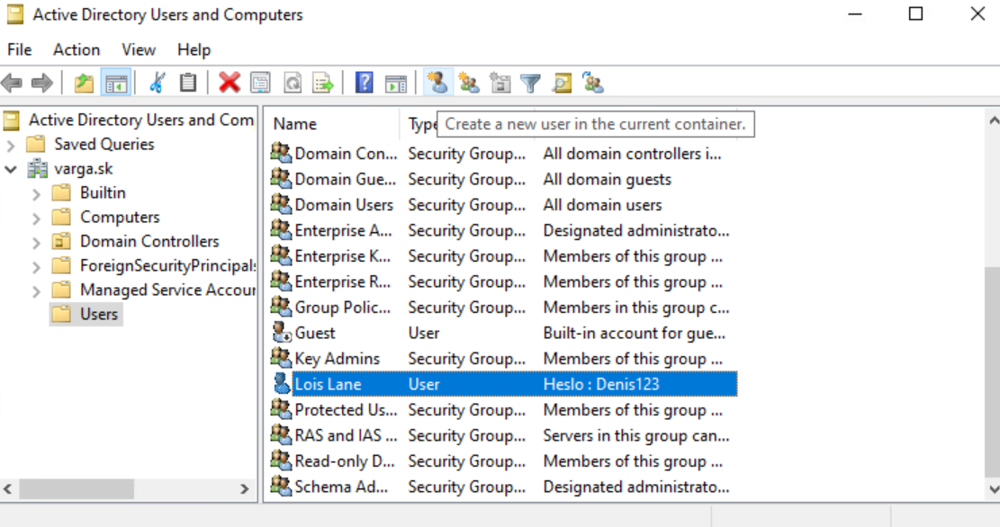 Active Directory Users and Computers
File Action View Help
Create a new user in the current container.
Active Directory Users and Com
Saved Queries
varga.sk
Builtin
Computers
Domain Controllers
ForeignSecurityPrincipal
Managed Service Accour
Users
Name Type
Domain Con... Security Group... All domain controllers i...
Domain Gue... Security Group... All domain guests
Domain Users Security Group... All domain users
Enterprise A... Security Group... Designated administrato...
Enterprise K... Security Group... Members of this group ...
Enterprise R... Security Group... Members of this group ...
Group Polic... Security Group... Members in this group c...
Guest User Built-in account for gue...
Key Admins Security Group... Members of this group ...
Lois Lane User Heslo : Denis123
Protected Us... Security Group... Members of this group ...
RAS and IAS ... Security Group... Servers in this group can...
Read-only D... Security Group... Members of this group ...
Schema Ad... Security Group... Designated administrato...